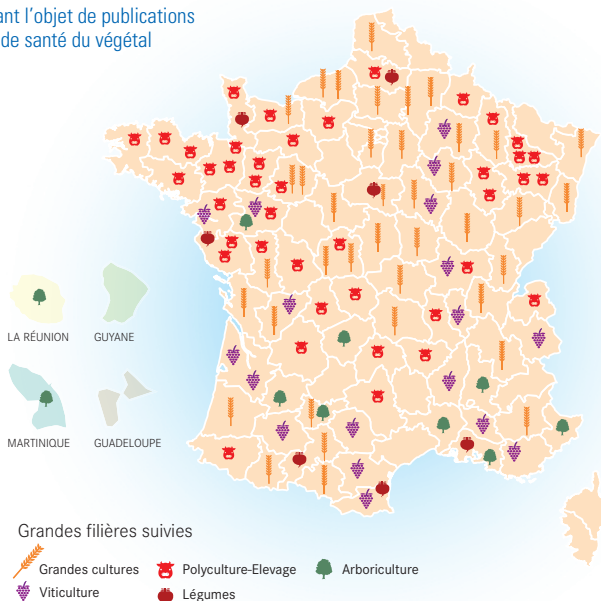 ant l'objet de publications
de santé du végétal
LA RÉUNION
GUYANE
MARTINIQUE
GUADELOUPE
Grandes filières suivies
Grandes cultures
Polyculture-Elevage
Arboriculture
Viticulture
Légumes